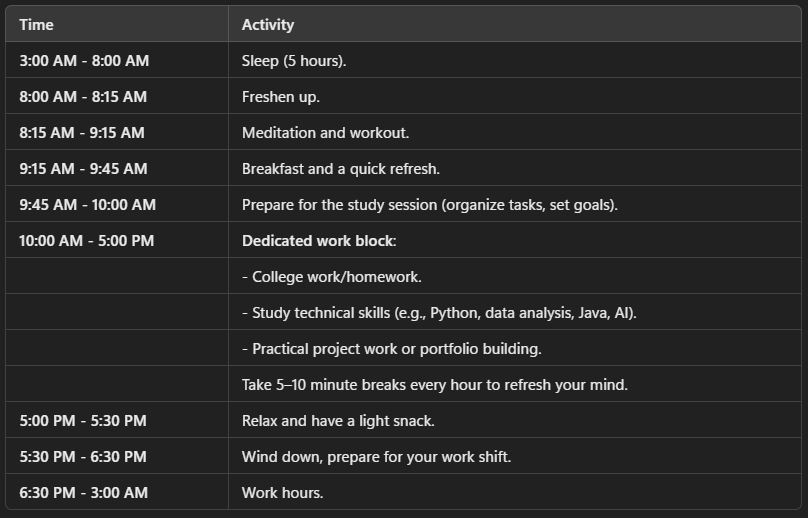 Time Activity
3:00 AM - 8:00 AM Sleep (5 hours).
8:00 AM - 8:15 AM Freshen up.
8:15 AM - 9:15 AM Meditation and workout.
9:15 AM - 9:45 AM Breakfast and a quick refresh.
9:45 AM - 10:00 AM Prepare for the study session (organize tasks, set goals).
10:00 AM - 5:00 PM Dedicated work block:
- College work/homework.
- Study technical skills (e.g., Python, data analysis, Java, AI).
- Practical project work or portfolio building.
Take 5–10 minute breaks every hour to refresh your mind.
5:00 PM - 5:30 PM Relax and have a light snack.
5:30 PM - 6:30 PM Wind down, prepare for your work shift.
6:30 PM - 3:00 AM Work hours.